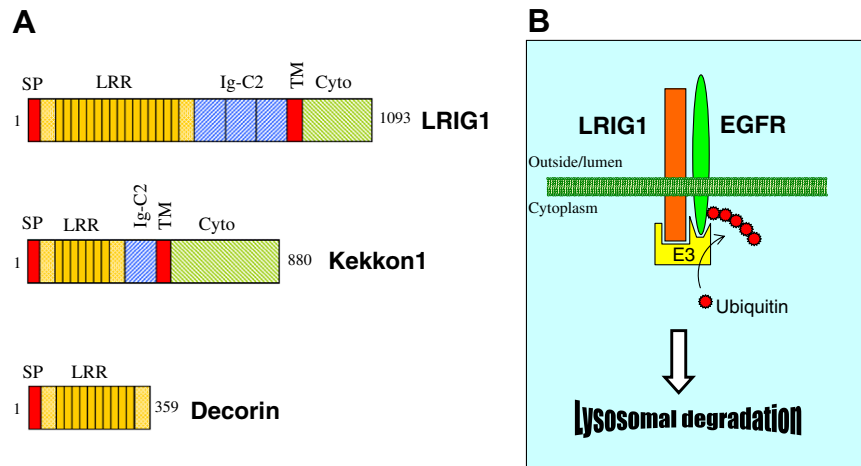 A
SP LRR Ig-C2 TM Cyto
1 1093 LRIG1
SP LRR Ig-C2 TM Cyto
1 880 Kekkon1
SP LRR
1 359 Decorin
B
LRIG1 EGFR
Outside/lumen
Cytoplasm
E3
Ubiquitin
Lysosomal degradation